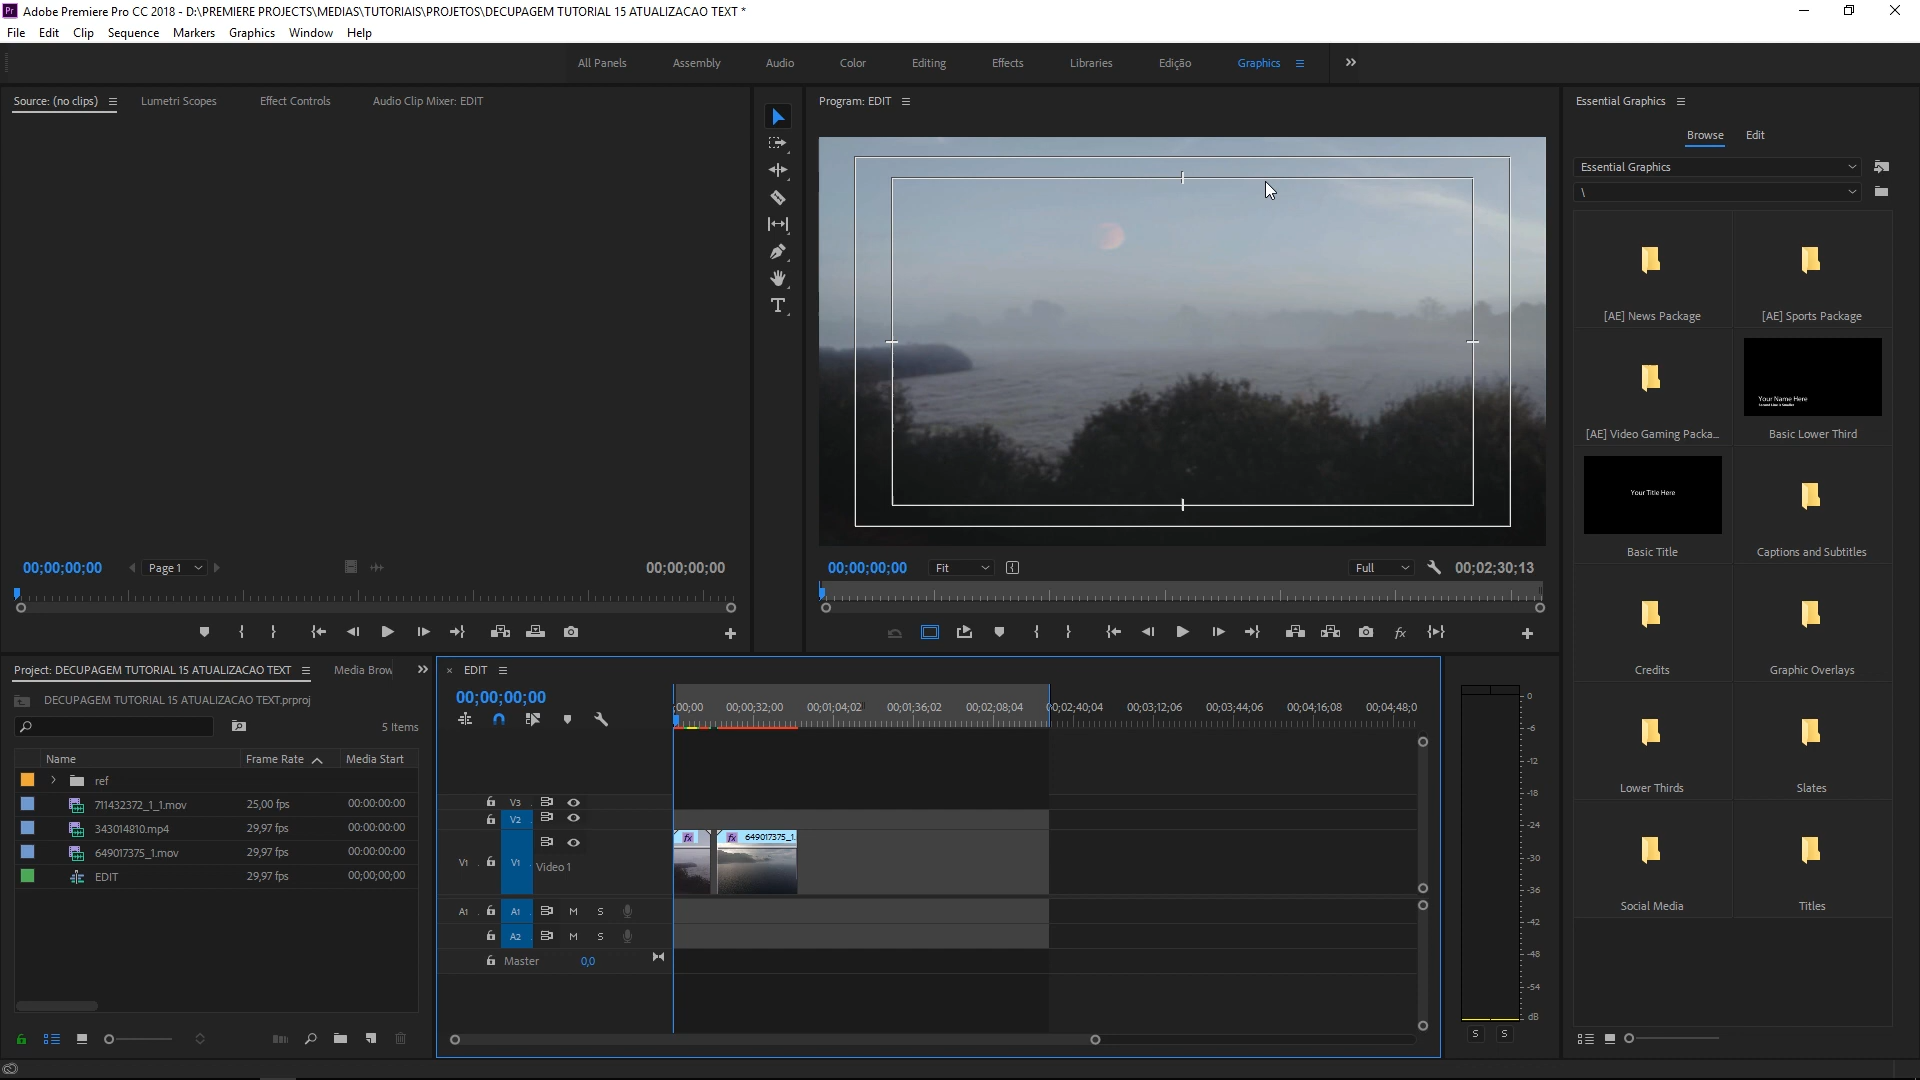 Adobe Premiere Pro CC 2018 - D:\PREMIERE PROJECTS\MEDIAS\TUTORIAIS\PROJETOS\DECUPAGEM TUTORIAL 15 ATUALIZACAO TEXT *
File Edit Clip Sequence Markers Graphics Window Help
All Panels Assembly Audio Color Editing Effects Libraries Edição Graphics
Source: (no clips) Lumetri Scopes Effect Controls Audio Clip Mixer: EDIT
Program: EDIT
Essential Graphics
Browse Edit
Essential Graphics
\
[AE] News Package [AE] Sports Package
Your Name Here
[AE] Video Gaming Packa... Basic Lower Third
Your Title Here
Basic Title Captions and Subtitles
Credits Graphic Overlays
Lower Thirds Slates
Social Media Titles
00;00;00;00 Page 1 00;00;00;00
00;00;00;00 Fit Full 00;02;30;13
Project: DECUPAGEM TUTORIAL 15 ATUALIZACAO TEXT Media Brow
DECUPAGEM TUTORIAL 15 ATUALIZACAO TEXT.prproj
5 Items
Name Frame Rate Media Start
ref
711432372_1_1.mov 25,00 fps 00:00:00:00
343014810.mp4 29,97 fps 00:00:00:00
649017375_1.mov 29,97 fps 00:00:00:00
EDIT 29,97 fps 00;00;00;00
× EDIT
00;00;00;00
;00;00 00;00;32;00 00;01;04;02 00;01;36;02 00;02;08;04 00;02;40;04 00;03;12;06 00;03;44;06 00;04;16;08 00;04;48;0
V3
V2
fx fx 649017375_1.
V1 V1 Video 1
A1 A1 M S
A2 M S
Master 0,0
0
-6
-12
-18
-24
-30
-36
-42
-48
-54
dB
S S